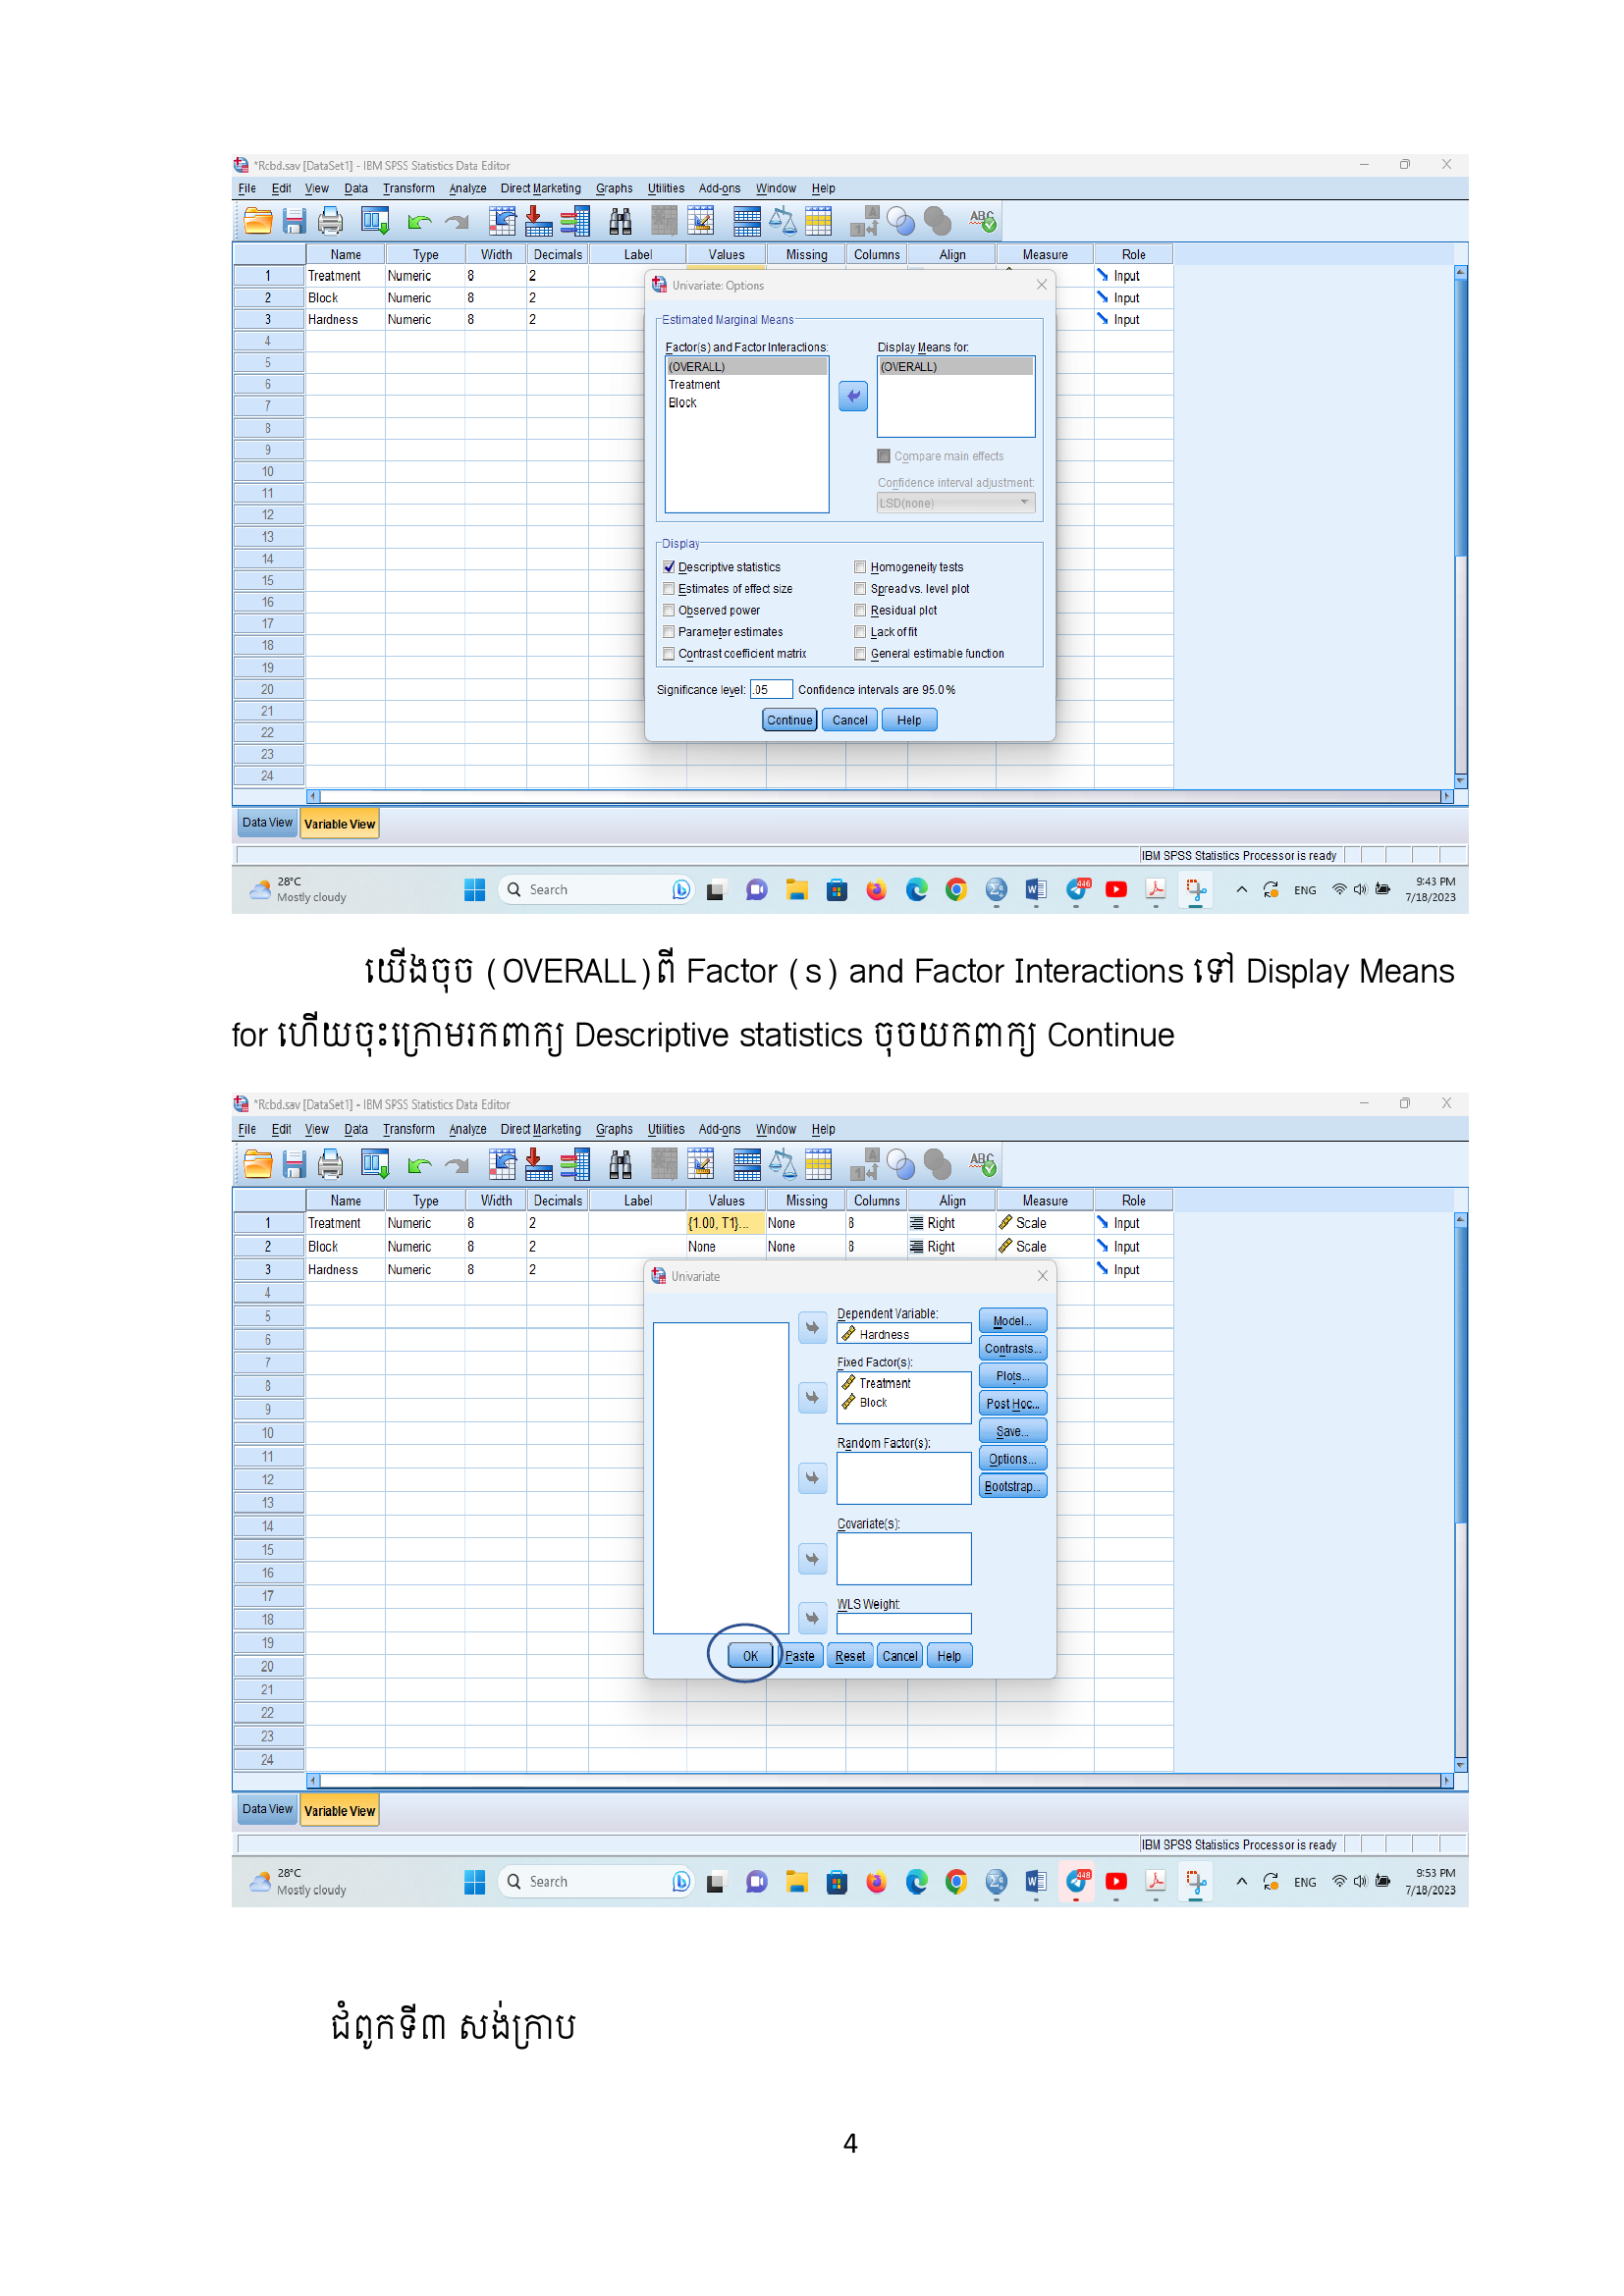 *Rcbd.sav [DataSet1] - IBM SPSS Statistics Data Editor
File Edit View Data Transform Analyze Direct Marketing Graphs Utilities Add-ons Window Help
Name Type Width Decimals Label Values Missing Columns Align Measure Role
1 Treatment Numeric 8 2 Input
2 Block Numeric 8 2 Input
3 Hardness Numeric 8 2 Input
4
5
6
7
8
9
10
11
12
13
14
15
16
17
18
19
20
21
22
23
24
Univariate: Options
Estimated Marginal Means
Factor(s) and Factor Interactions: Display Means for:
(OVERALL) (OVERALL)
Treatment
Block
Compare main effects
Confidence interval adjustment:
LSD(none)
Display
Descriptive statistics Homogeneity tests
Estimates of effect size Spread vs. level plot
Observed power Residual plot
Parameter estimates Lack of fit
Contrast coefficient matrix General estimable function
Significance level: .05 Confidence intervals are 95.0%
Continue Cancel Help
Data View Variable View
IBM SPSS Statistics Processor is ready
28°C
Mostly cloudy
Search
446
ENG
9:43 PM
7/18/2023
យើងចុច (OVERALL)ពី Factor (s) and Factor Interactions ទៅ Display Means
for ហើយចុះក្រោមរកពាក្យ Descriptive statistics ចុចយកពាក្យ Continue
*Rcbd.sav [DataSet1] - IBM SPSS Statistics Data Editor
File Edit View Data Transform Analyze Direct Marketing Graphs Utilities Add-ons Window Help
Name Type Width Decimals Label Values Missing Columns Align Measure Role
1 Treatment Numeric 8 2 {1.00, T1}... None 8 Right Scale Input
2 Block Numeric 8 2 None None 8 Right Scale Input
3 Hardness Numeric 8 2 Input
4
5
6
7
8
9
10
11
12
13
14
15
16
17
18
19
20
21
22
23
24
Univariate
Dependent Variable:
Hardness
Fixed Factor(s):
Treatment
Block
Random Factor(s):
Covariate(s):
WLS Weight:
Model...
Contrasts...
Plots...
Post Hoc...
Save...
Options...
Bootstrap...
OK Paste Reset Cancel Help
Data View Variable View
IBM SPSS Statistics Processor is ready
28°C
Mostly cloudy
Search
448
ENG
9:53 PM
7/18/2023
ជំពូកទី៣ សង់ក្រាប
4